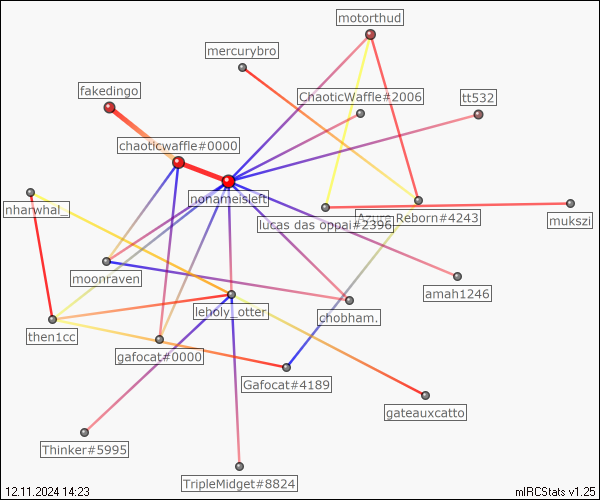 motorthud
mercurybro
fakedingo
ChaoticWaffle#2006
tt532
chaoticwaffle#0000
nonameisleft
nharwhal_
lucas das oppai#2396
Azure Reborn#4243
mukszi
moonraven
amah1246
leholy_otter
chobham.
then1cc
gafocat#0000
Gafocat#4189
gateauxcatto
Thinker#5995
TripleMidget#8824
12.11.2024 14:23
mIRCStats v1.25